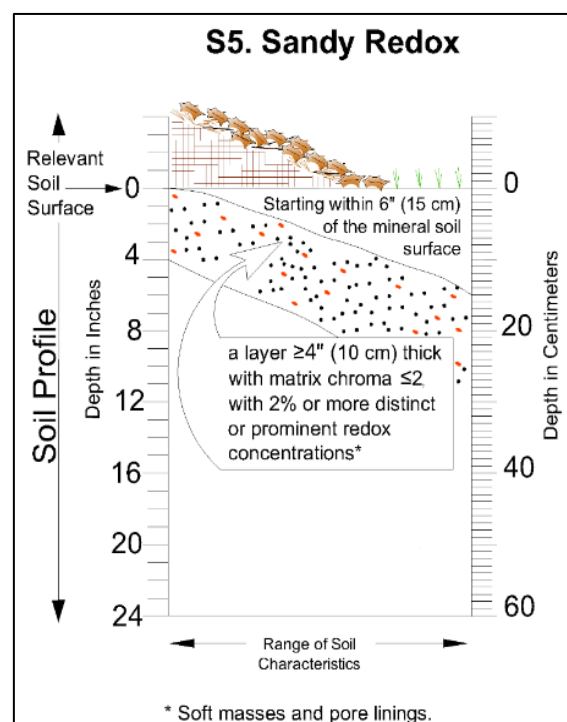 S5. Sandy Redox
Relevant
Soil
Surface
Soil Profile
Depth in Inches
0
4
8
12
16
20
24
Starting within 6" (15 cm)
of the mineral soil
surface
a layer ≥4" (10 cm) thick
with matrix chroma ≤2,
with 2% or more distinct
or prominent redox
concentrations*
0
20
40
60
Depth in Centimeters
Range of Soil
Characteristics
* Soft masses and pore linings.